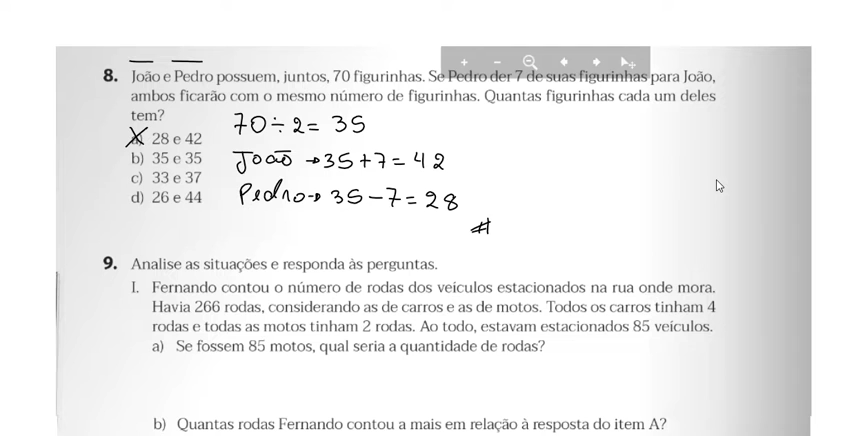 8. João e Pedro possuem, juntos, 70 figurinhas. Se Pedro der 7 de suas figurinhas para João,
ambos ficarão com o mesmo número de figurinhas. Quantas figurinhas cada um deles
tem?
70 ÷ 2 = 35
a) 28 e 42
b) 35 e 35
c) 33 e 37
d) 26 e 44
João → 35 + 7 = 42
Pedro → 35 - 7 = 28
#
9. Analise as situações e responda às perguntas.
I. Fernando contou o número de rodas dos veículos estacionados na rua onde mora.
Havia 266 rodas, considerando as de carros e as de motos. Todos os carros tinham 4
rodas e todas as motos tinham 2 rodas. Ao todo, estavam estacionados 85 veículos.
a) Se fossem 85 motos, qual seria a quantidade de rodas?
b) Quantas rodas Fernando contou a mais em relação à resposta do item A?